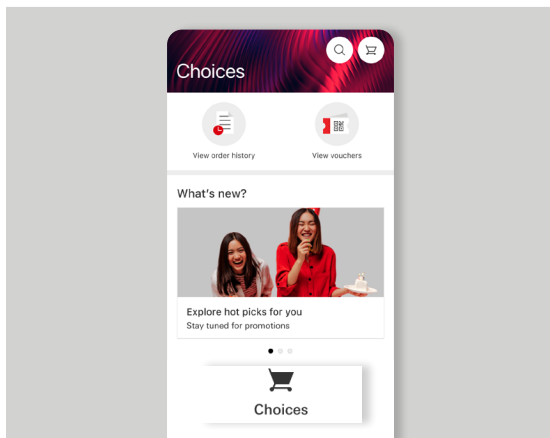 Choices
View order history
View vouchers
What's new?
Explore hot picks for you
Stay tuned for promotions
Choices